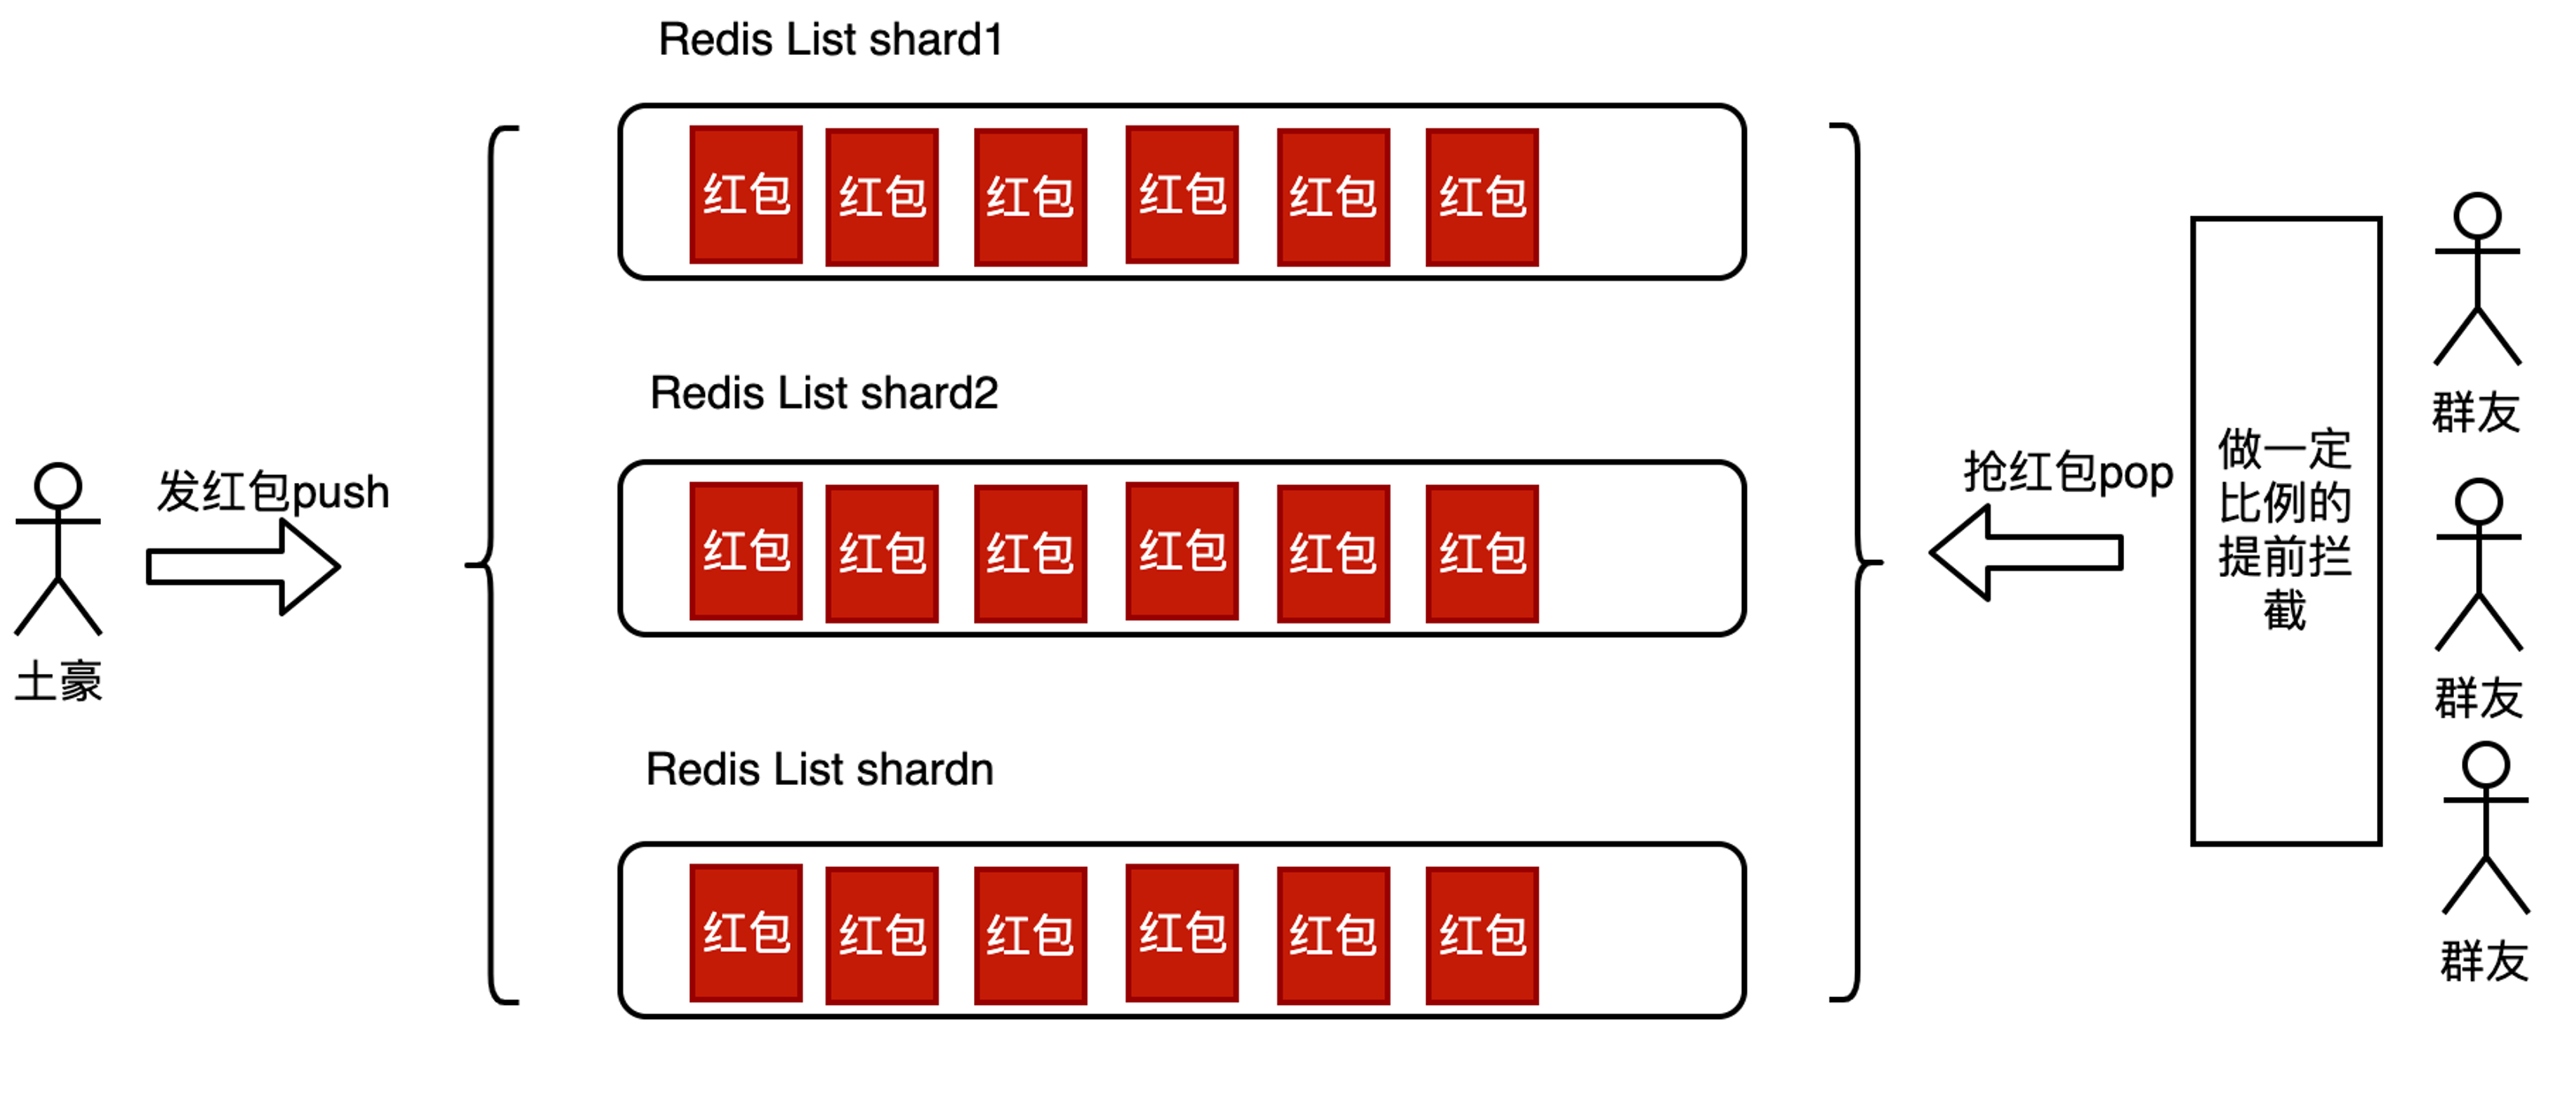 Redis List shard1
红包 红包 红包 红包 红包 红包
Redis List shard2
红包 红包 红包 红包 红包 红包
Redis List shardn
红包 红包 红包 红包 红包 红包
发红包push
土豪
抢红包pop
做一定
比例的
提前拦
截
群友
群友
群友